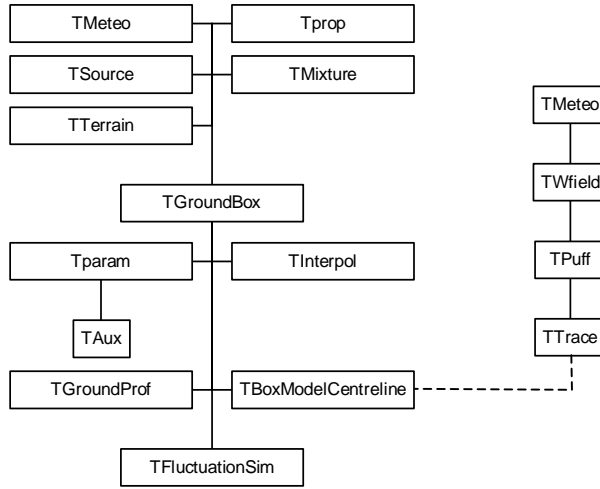 TMeteo
Tprop
TSource
TMixture
TTerrain
TGroundBox
Tparam
TInterpol
TAux
TGroundProf
TBoxModelCentreline
TFluctuationSim
TMeteo
TWfield
TPuff
TTrace